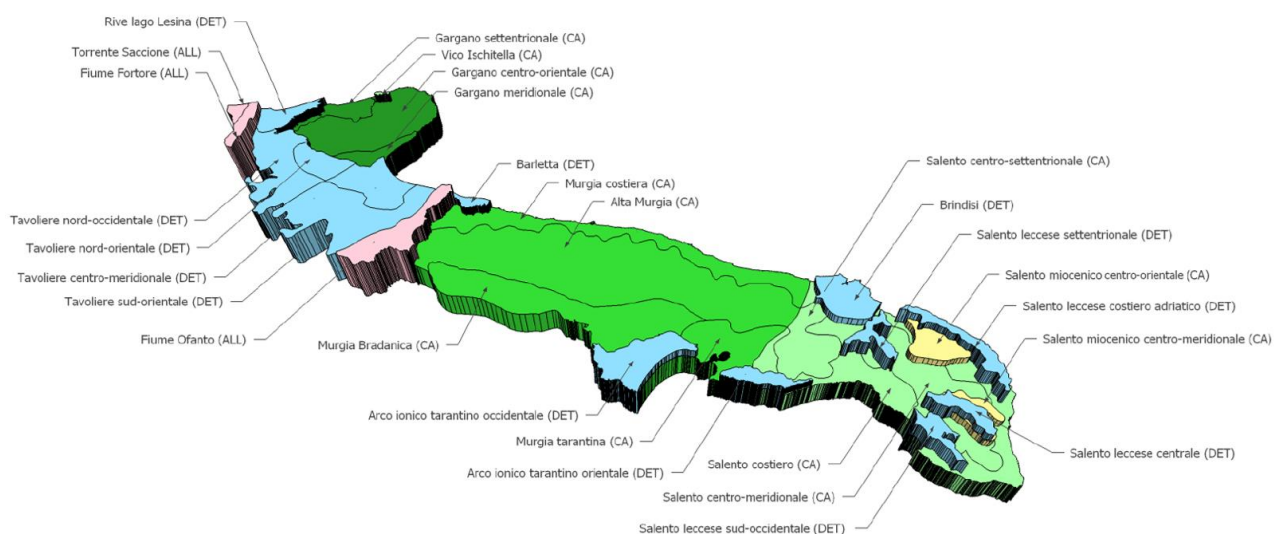 Rive lago Lesina (DET)
Torrente Saccione (ALL)
Fiume Fortore (ALL)
Gargano settentrionale (CA)
Vico Ischitella (CA)
Gargano centro-orientale (CA)
Gargano meridionale (CA)
Barletta (DET)
Murgia costiera (CA)
Alta Murgia (CA)
Salento centro-settentrionale (CA)
Brindisi (DET)
Salento leccese settentrionale (DET)
Salento miocenico centro-orientale (CA)
Salento leccese costiero adriatico (DET)
Salento miocenico centro-meridionale (CA)
Tavoliere nord-occidentale (DET)
Tavoliere nord-orientale (DET)
Tavoliere centro-meridionale (DET)
Tavoliere sud-orientale (DET)
Fiume Ofanto (ALL)
Murgia Bradanica (CA)
Arco ionico tarantino occidentale (DET)
Murgia tarantina (CA)
Arco ionico tarantino orientale (DET)
Salento costiero (CA)
Salento centro-meridionale (CA)
Salento leccese sud-occidentale (DET)
Salento leccese centrale (DET)